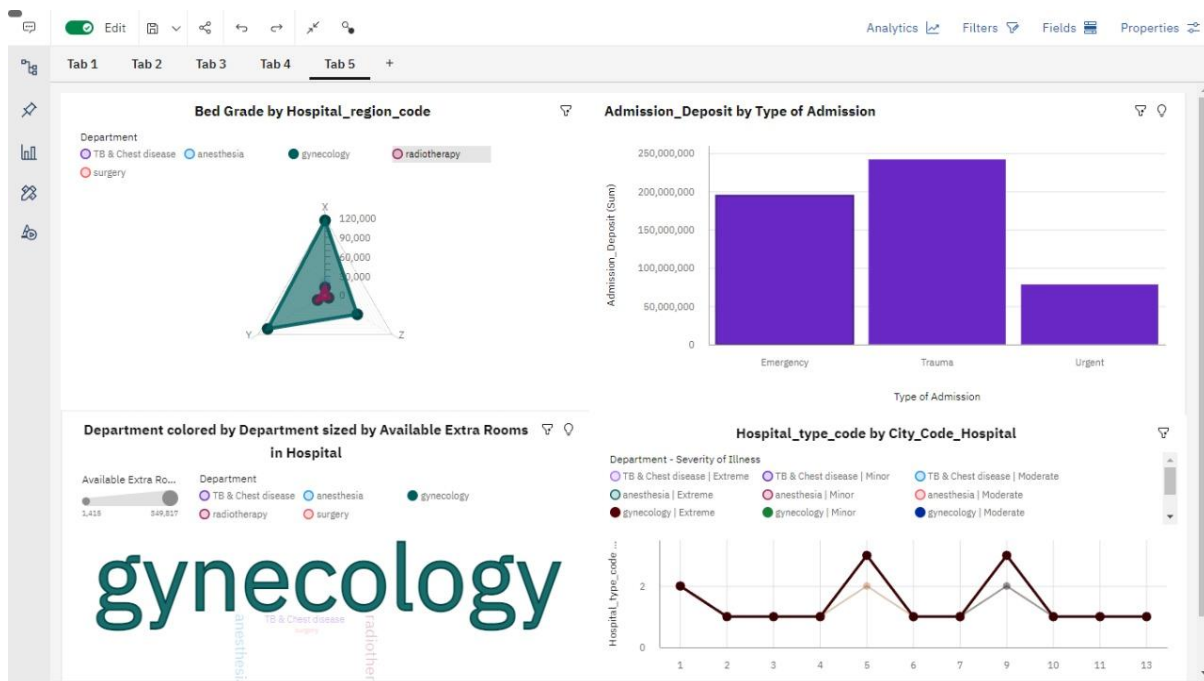 Edit
Analytics Filters Fields Properties
Tab 1 Tab 2 Tab 3 Tab 4 Tab 5 +
Bed Grade by Hospital_region_code
Department
TB & Chest disease anesthesia gynecology radiotherapy
surgery
X
120,000
90,000
60,000
30,000
0
Y Z
Admission_Deposit by Type of Admission
Admission_Deposit (Sum)
250,000,000
200,000,000
150,000,000
100,000,000
50,000,000
0
Emergency Trauma Urgent
Type of Admission
Department colored by Department sized by Available Extra Rooms
in Hospital
Available Extra Ro... Department
TB & Chest disease anesthesia gynecology
radiotherapy surgery
1,415 349,817
gynecology
TB & Chest disease
surgery
anesthesia
radiother
Hospital_type_code by City_Code_Hospital
Department - Severity of Illness
TB & Chest disease | Extreme TB & Chest disease | Minor TB & Chest disease | Moderate
anesthesia | Extreme anesthesia | Minor anesthesia | Moderate
gynecology | Extreme gynecology | Minor gynecology | Moderate
Hospital_type_code ...
2
0
1 2 3 4 5 6 7 9 10 11 13